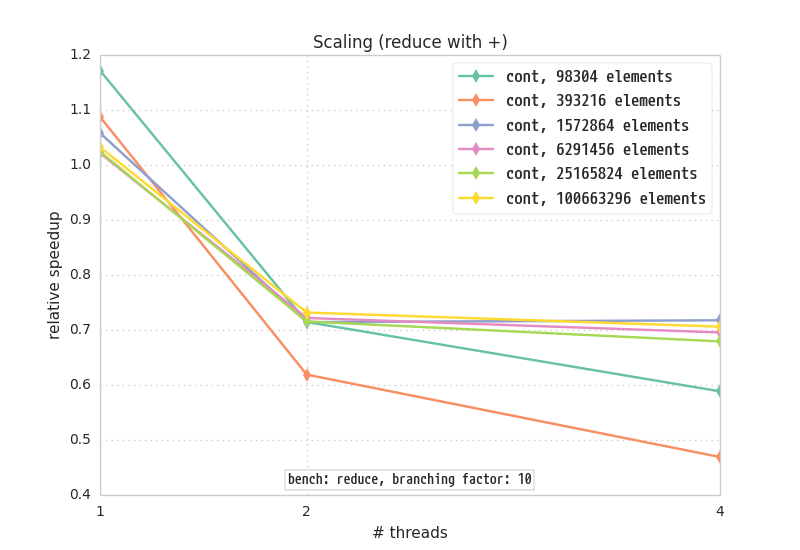 Scaling (reduce with +)
1.2
1.1
1.0
0.9
0.8
0.7
0.6
0.5
0.4
relative speedup
cont, 98304 elements
cont, 393216 elements
cont, 1572864 elements
cont, 6291456 elements
cont, 25165824 elements
cont, 100663296 elements
bench: reduce, branching factor: 10
1 2 4
# threads